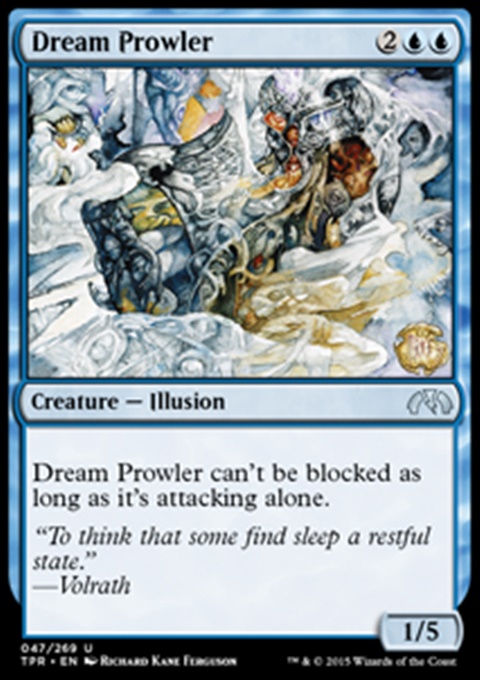 Dream Prowler 2
Creature — Illusion
Dream Prowler can't be blocked as
long as it's attacking alone.
"To think that some find sleep a restful
state."
—Volrath
1/5
047/269 U
TPR • EN Richard Kane Ferguson
™ & © 2015 Wizards of the Coast